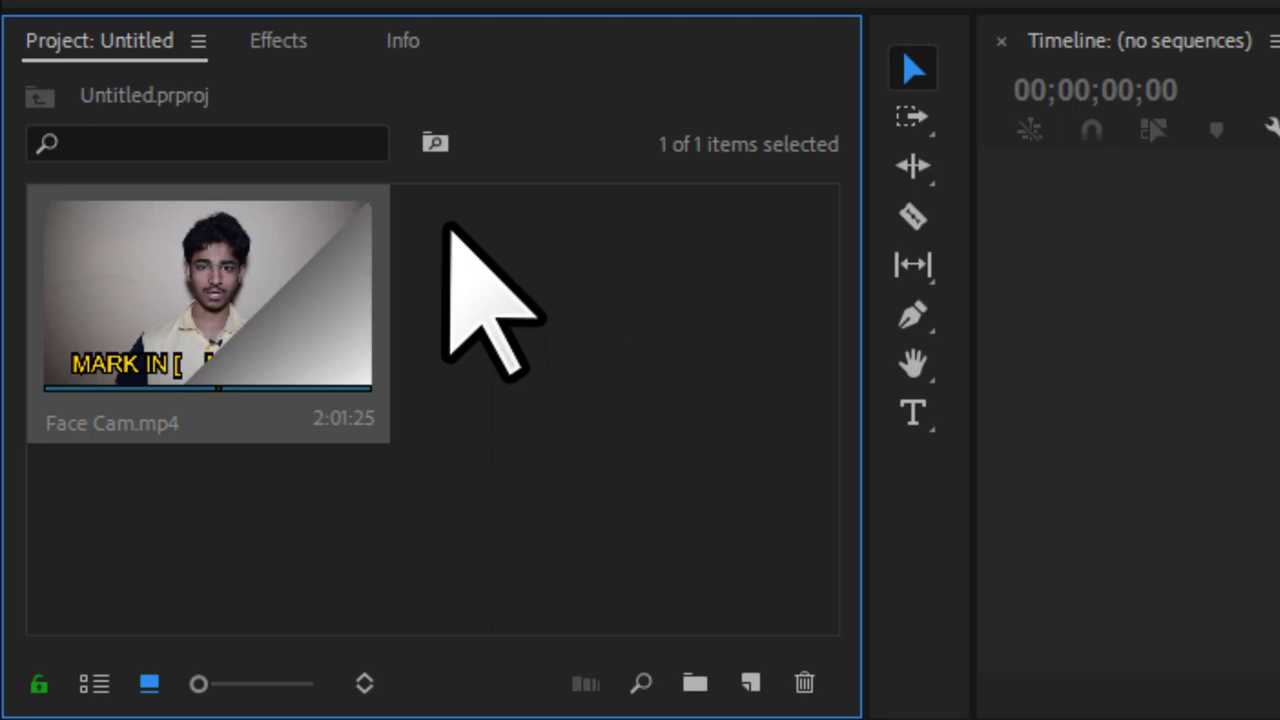 Project: Untitled
Effects
Info
Untitled.prproj
1 of 1 items selected
MARK IN [
Face Cam.mp4
2:01:25
Timeline: (no sequences)
00;00;00;00